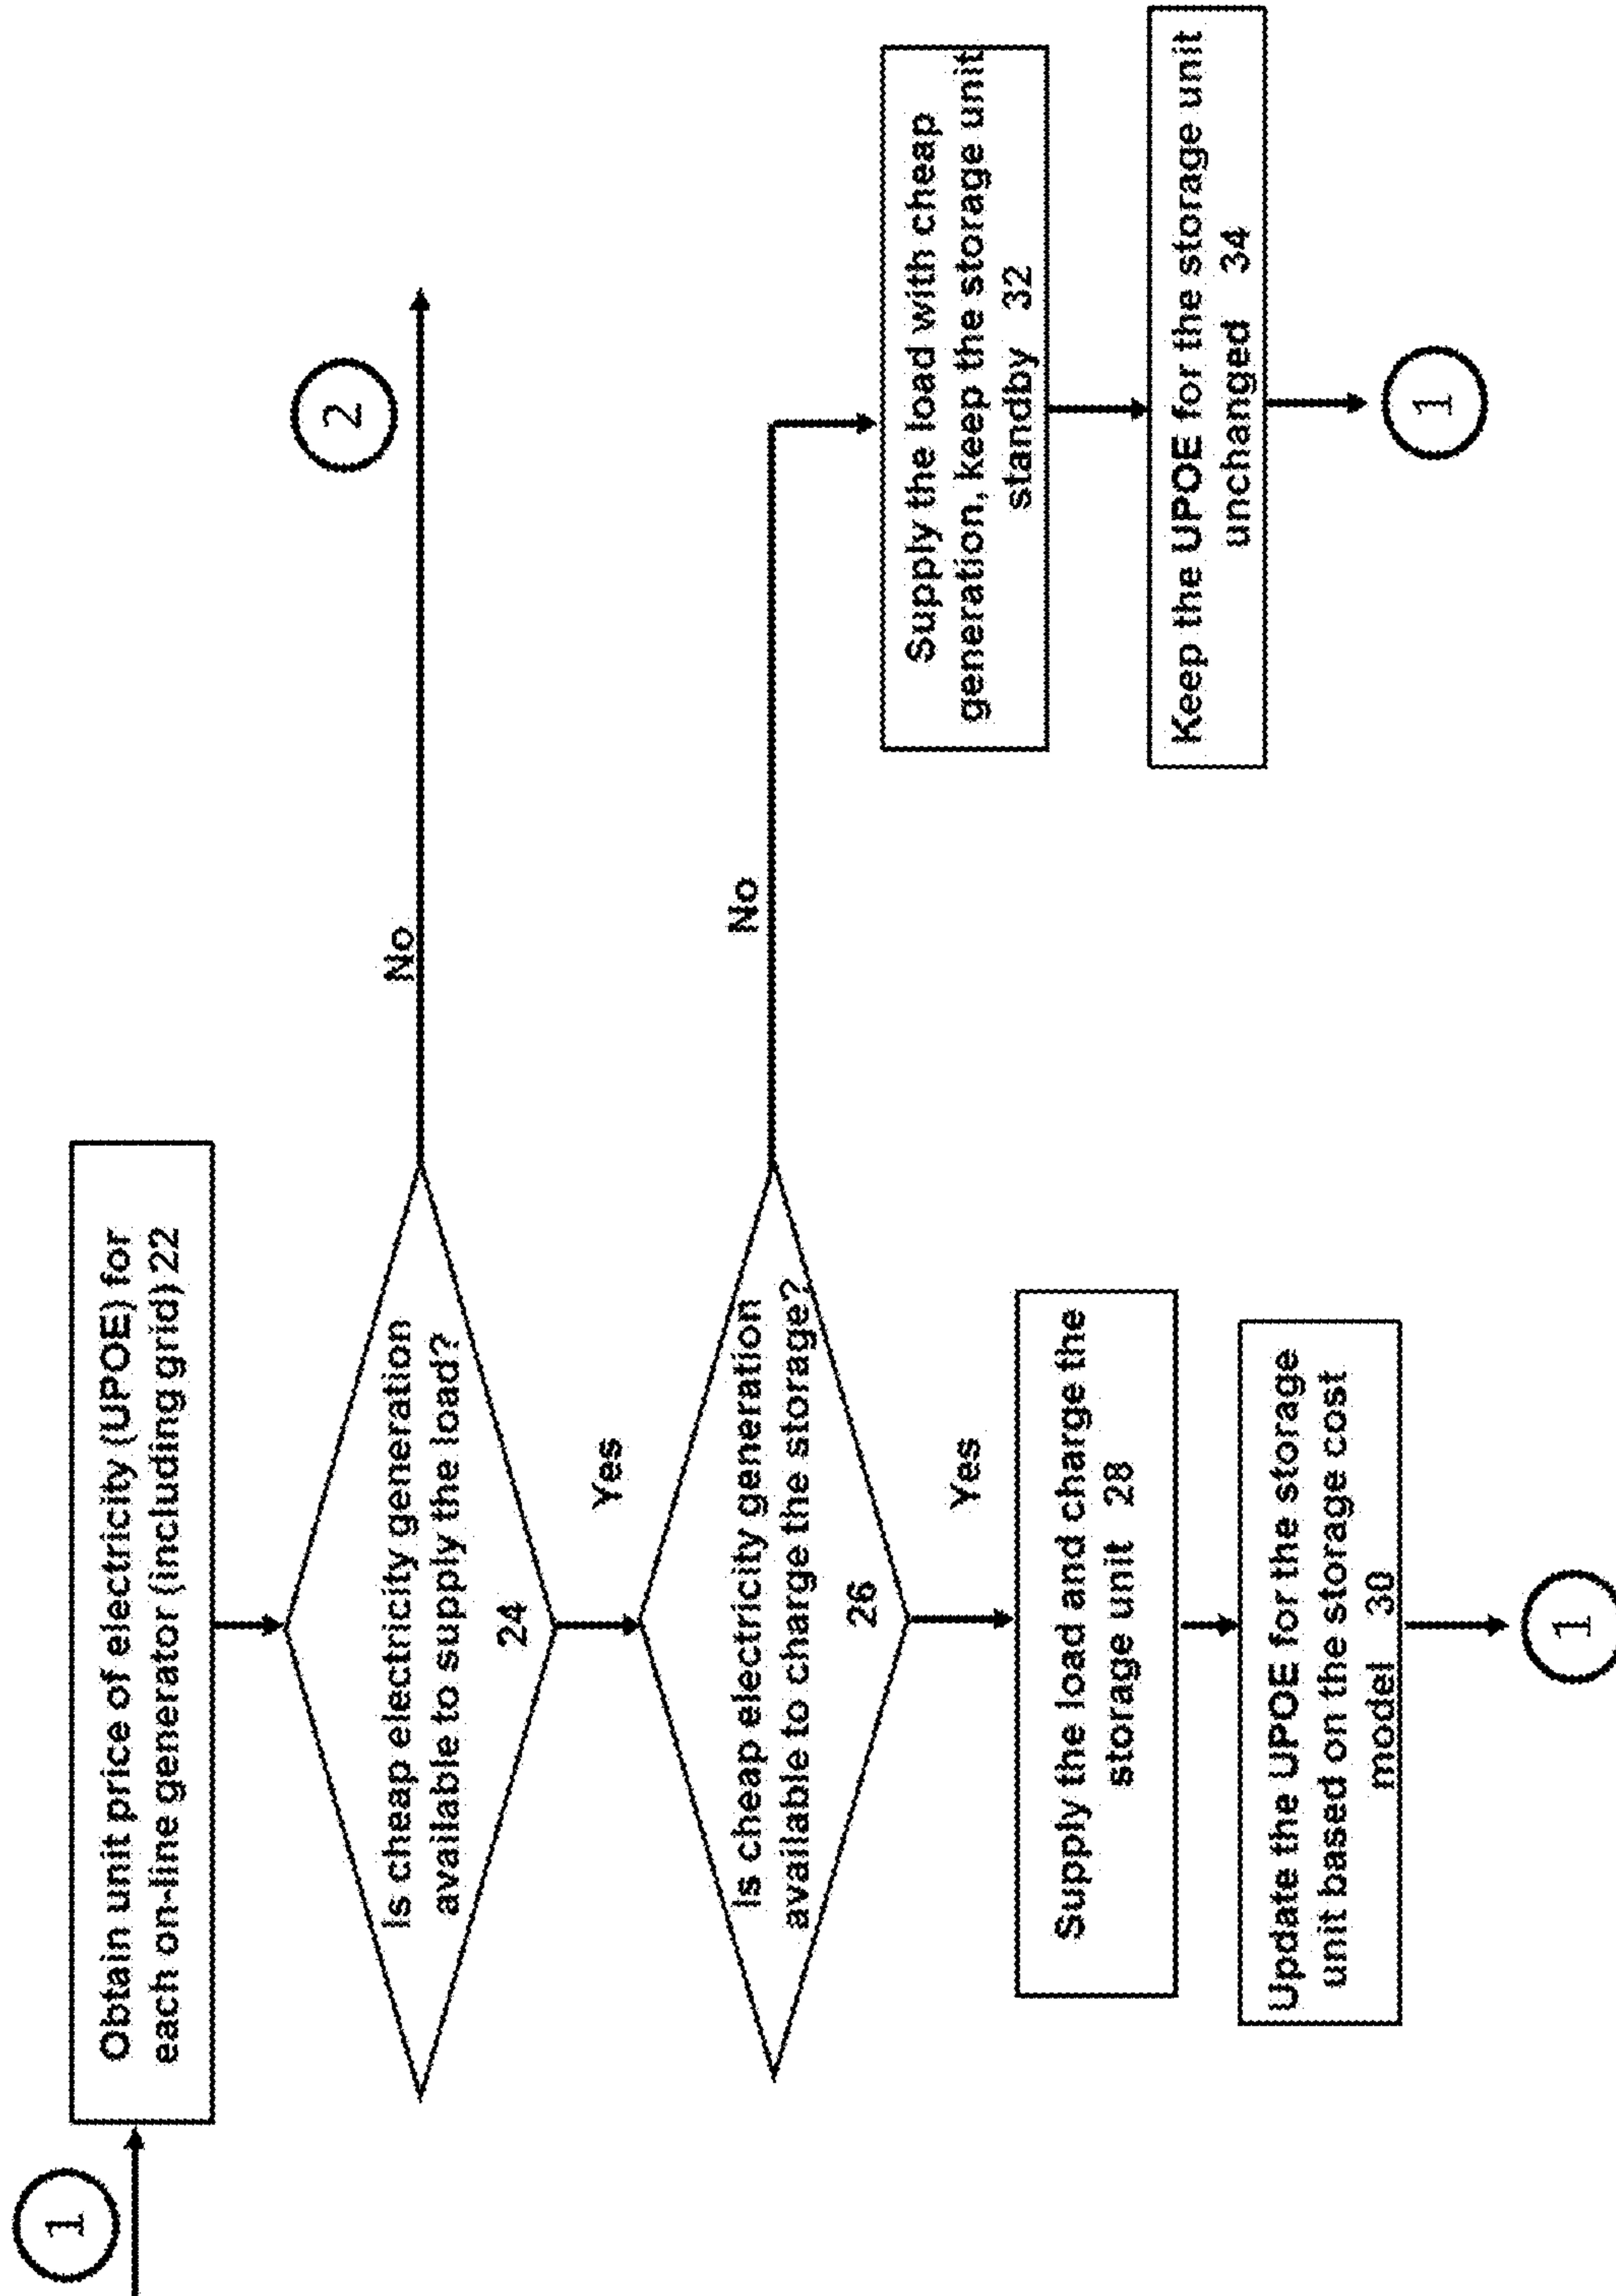 1
Obtain unit price of electricity (UPOE) for
each on-line generator (including grid) 22
Is cheap electricity generation
available to supply the load?
24
No
2
Yes
Is cheap electricity generation
available to charge the storage?
26
No
Yes
Supply the load and charge the
storage unit 28
Update the UPOE for the storage
unit based on the storage cost
model 30
1
Supply the load with cheap
generation, keep the storage unit
standby 32
Keep the UPOE for the storage unit
unchanged 34
1